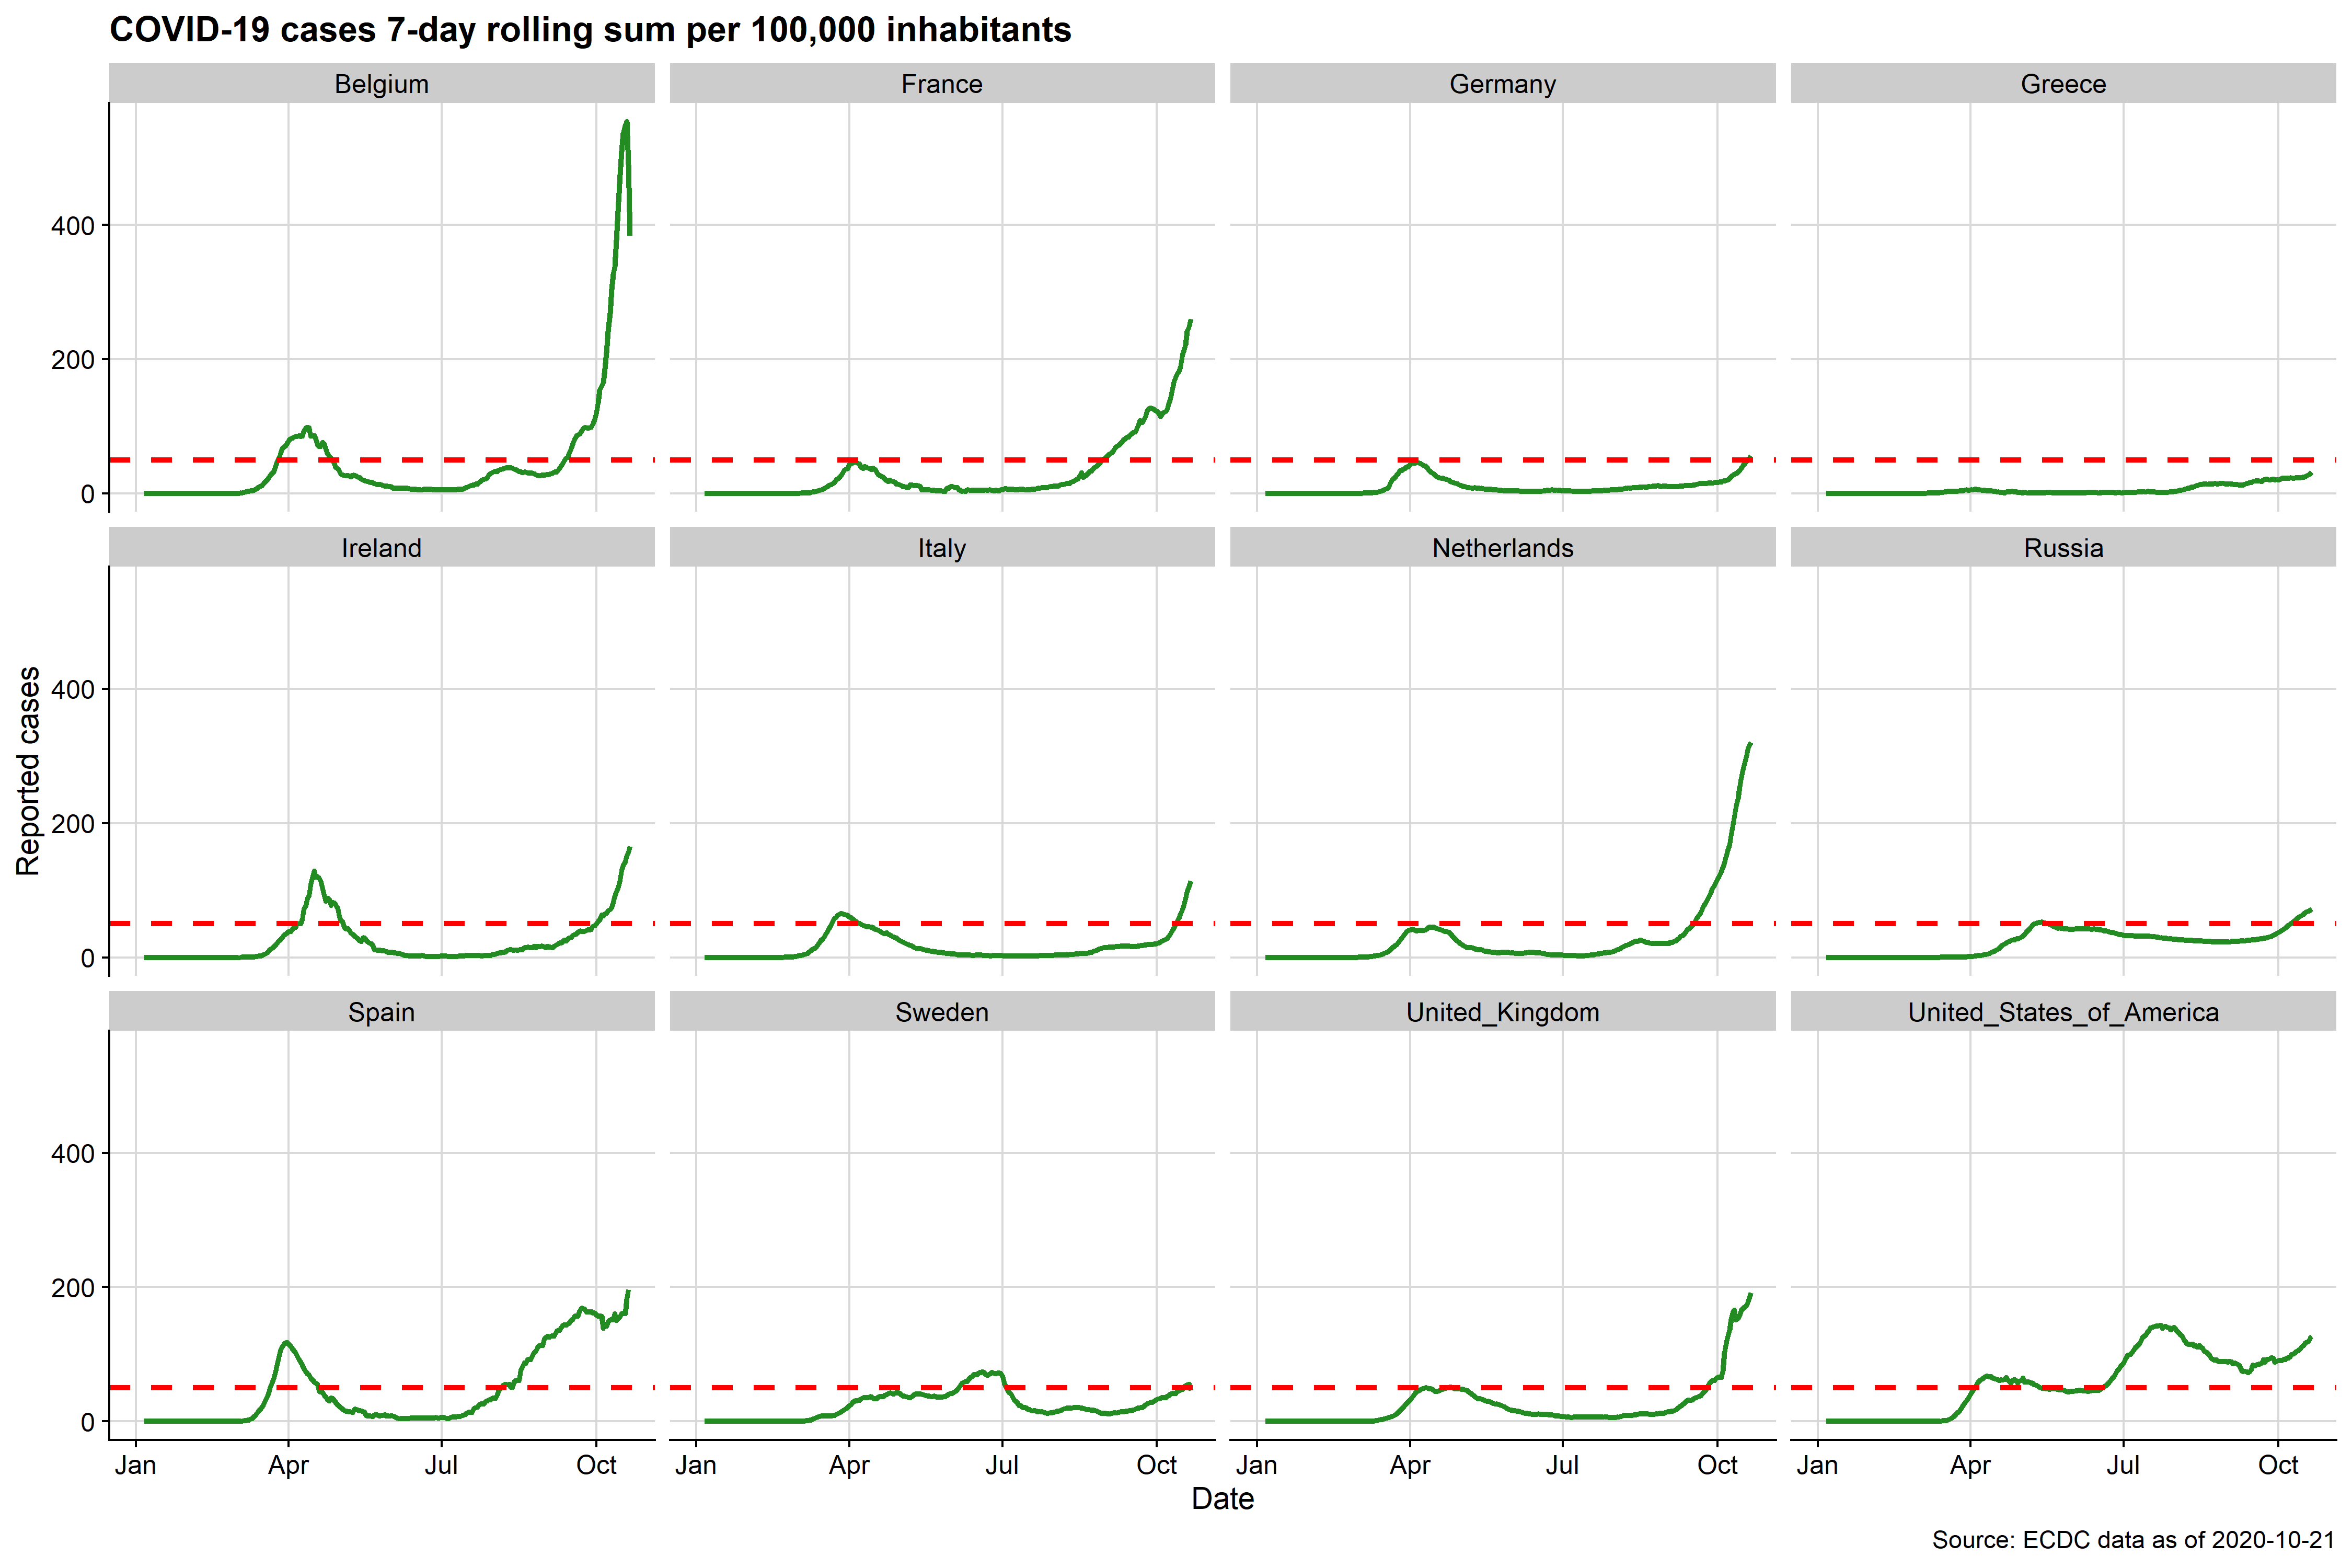 COVID-19 cases 7-day rolling sum per 100,000 inhabitants
Belgium France Germany Greece
400
200
0
Ireland Italy Netherlands Russia
400
200
0
Reported cases
Spain Sweden United_Kingdom United_States_of_America
400
200
0
Jan Apr Jul Oct Jan Apr Jul Oct Jan Apr Jul Oct Jan Apr Jul Oct
Date
Source: ECDC data as of 2020-10-21